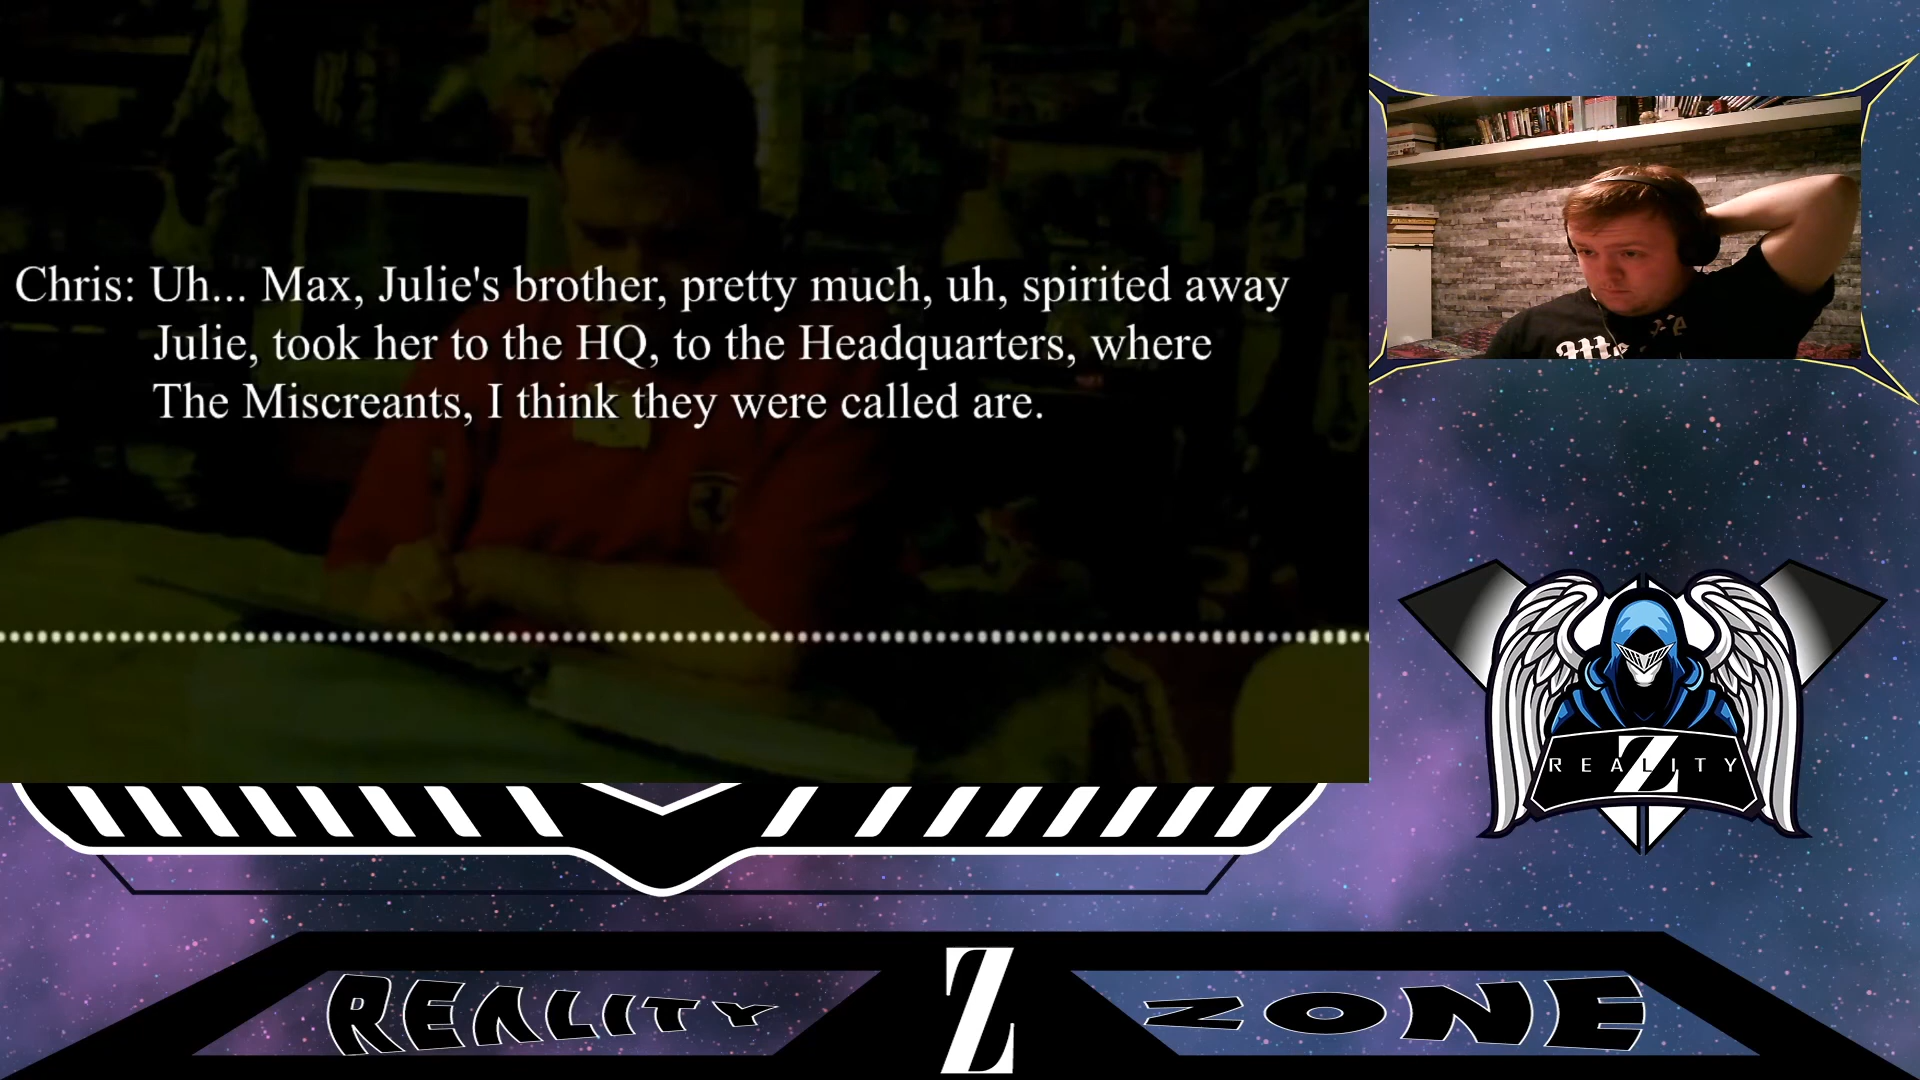 Chris: Uh... Max, Julie's brother, pretty much, uh, spirited away
Julie, took her to the HQ, to the Headquarters, where
The Miscreants, I think they were called are.
REALITY
Z
REALITY Z ZONE